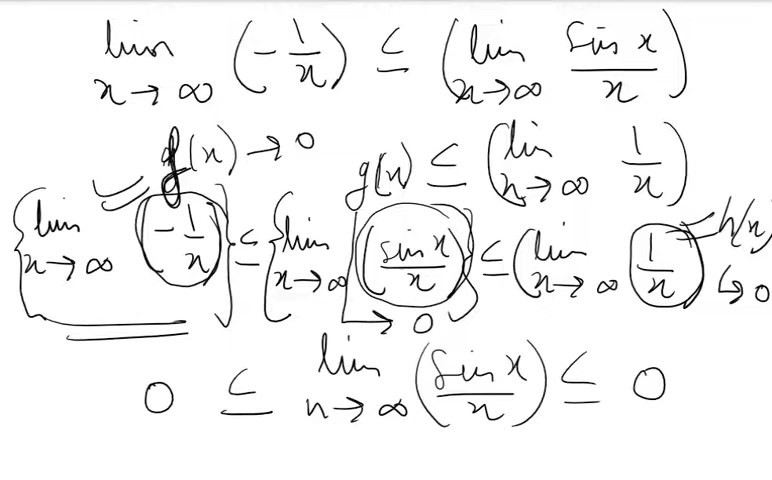 lim x→∞ (-1/x) ≤ (lim x→∞ sin x/x)
f(x) → 0 g(x) ≤ (lim x→∞ 1/x)
{lim x→∞ (-1/x)} ≤ {lim x→∞ (sin x/x)} ≤ (lim x→∞ 1/x h(x)
→ 0 ↳ 0
0 ≤ lim x→∞ (sin x/x) ≤ 0